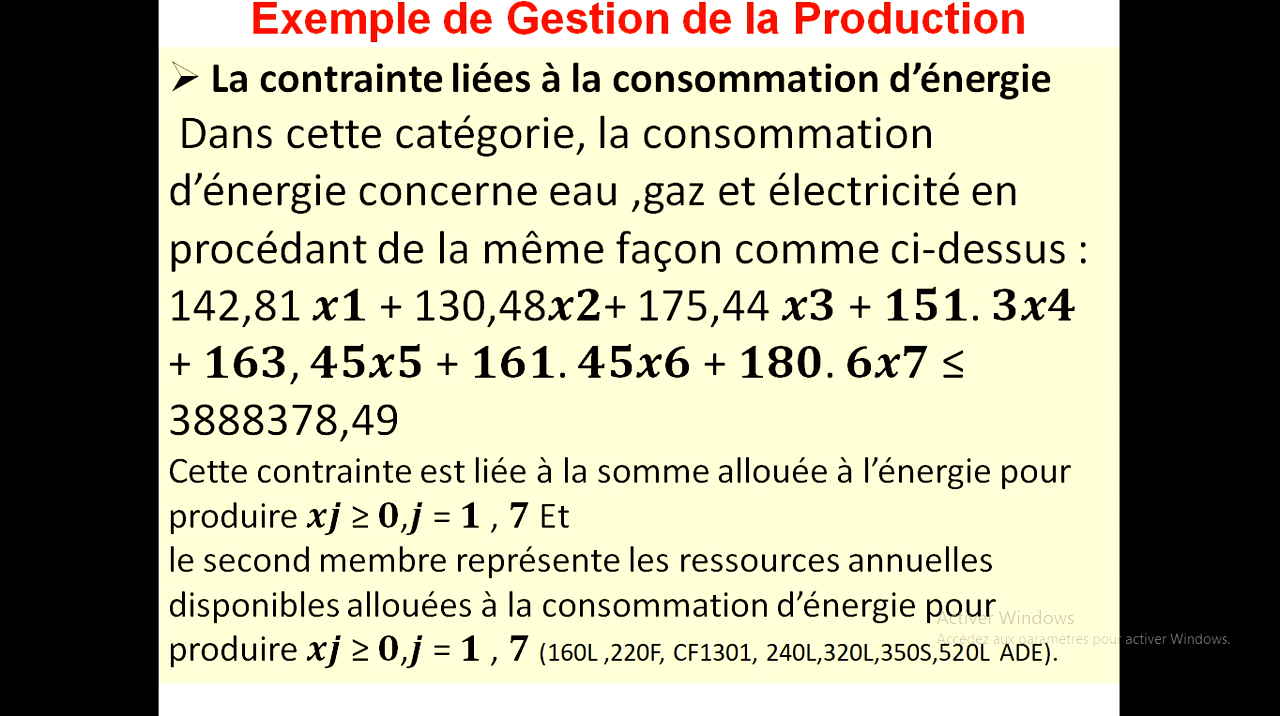 Exemple de Gestion de la Production
➢ La contrainte liées à la consommation d’énergie
Dans cette catégorie, la consommation
d’énergie concerne eau ,gaz et électricité en
procédant de la même façon comme ci-dessus :
142,81 x1 + 130,48x2+ 175,44 x3 + 151. 3x4
+ 163, 45x5 + 161. 45x6 + 180. 6x7 ≤
3888378,49
Cette contrainte est liée à la somme allouée à l’énergie pour
produire xj ≥ 0,j = 1 , 7 Et
le second membre représente les ressources annuelles
disponibles allouées à la consommation d’énergie pour
produire xj ≥ 0,j = 1 , 7 (160L ,220F, CF1301, 240L,320L,350S,520L ADE).
Activer Windows
Accédez aux paramètres pour activer Windows.